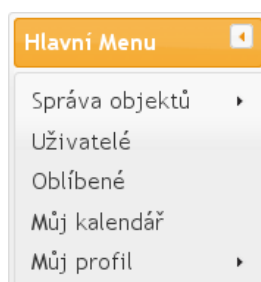 Hlavní Menu
Správa objektů
Uživatelé
Oblíbené
Můj kalendář
Můj profil